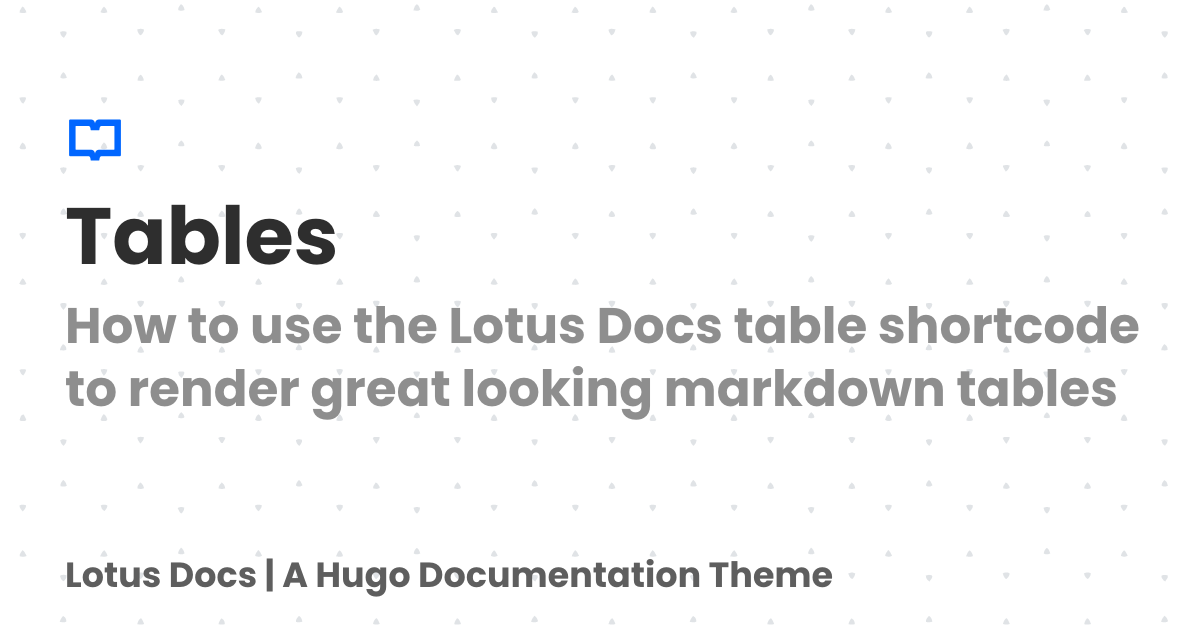 Tables
How to use the Lotus Docs table shortcode
to render great looking markdown tables
Lotus Docs | A Hugo Documentation Theme